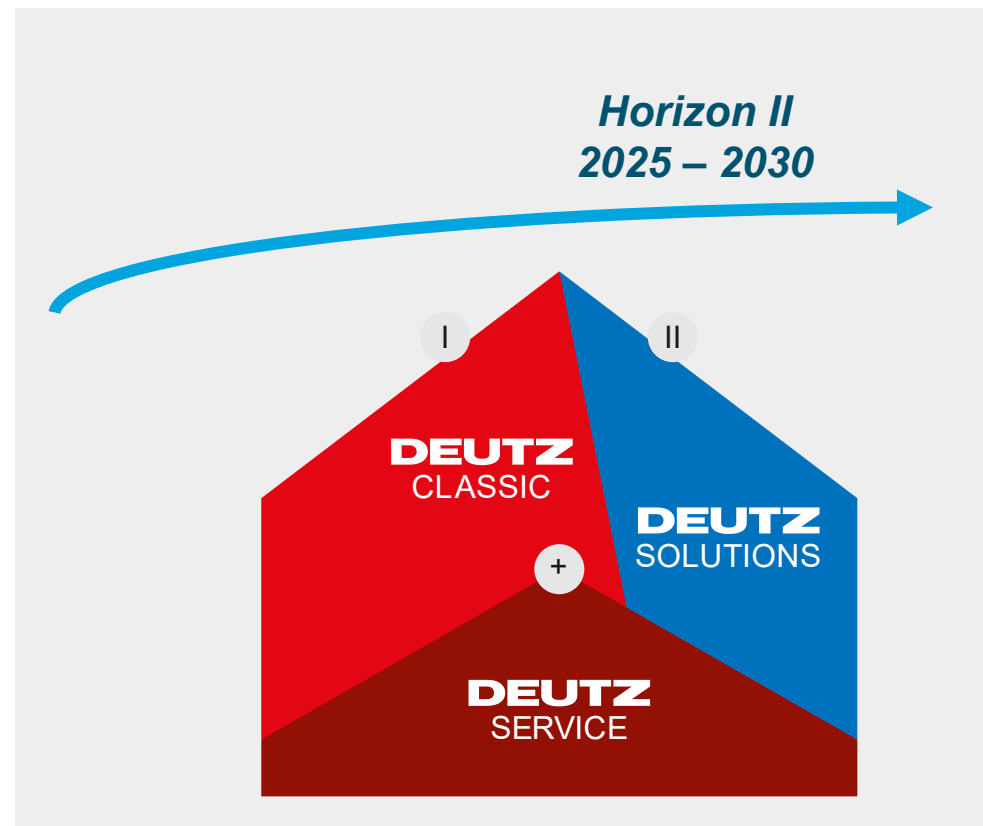 Horizon II
2025 – 2030
I
II
DEUTZ
CLASSIC
DEUTZ
SOLUTIONS
+
DEUTZ
SERVICE